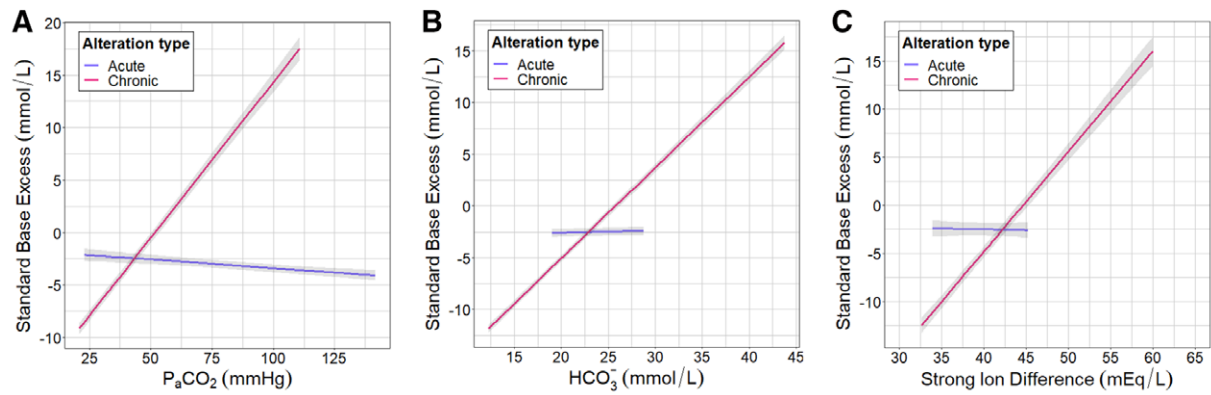 A
Standard Base Excess (mmol/L)
20
15
10
5
0
-5
-10
Alteration type
Acute
Chronic
25
50
75
100
125
PaCO₂ (mmHg)
B
Standard Base Excess (mmol/L)
15
10
5
0
-5
-10
Alteration type
Acute
Chronic
15
20
25
30
35
40
45
HCO₃⁻ (mmol/L)
C
Standard Base Excess (mmol/L)
15
10
5
0
-5
-10
Alteration type
Acute
Chronic
30
35
40
45
50
55
60
65
Strong Ion Difference (mEq/L)